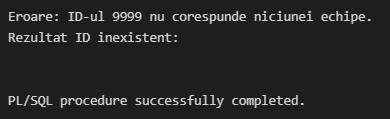 Eroare: ID-ul 9999 nu corespunde niciunei echipe.
Rezultat ID inexistent:
PL/SQL procedure successfully completed.